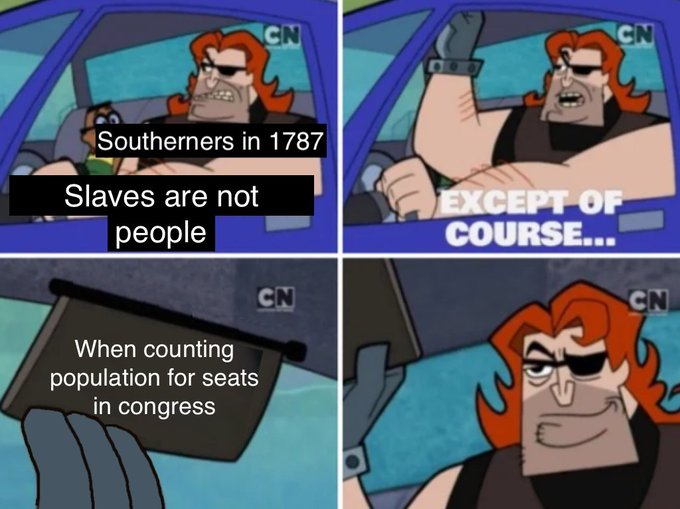 CN
CN
Southerners in 1787
Slaves are not
people
EXCEPT OF
COURSE...
CN
When counting
population for seats
in congress
CN